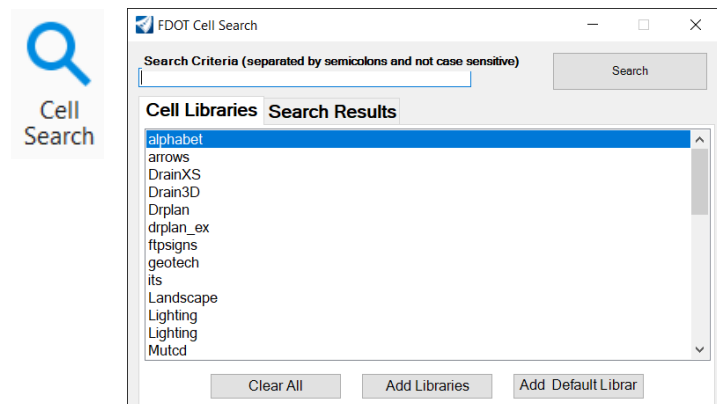 Cell
Search
FDOT Cell Search
Search Criteria (separated by semicolons and not case sensitive)
Search
Cell Libraries Search Results
alphabet
arrows
DrainXS
Drain3D
Drplan
drplan_ex
ftpsigns
geotech
its
Landscape
Lighting
Lighting
Mutcd
Clear All Add Libraries Add Default Librar